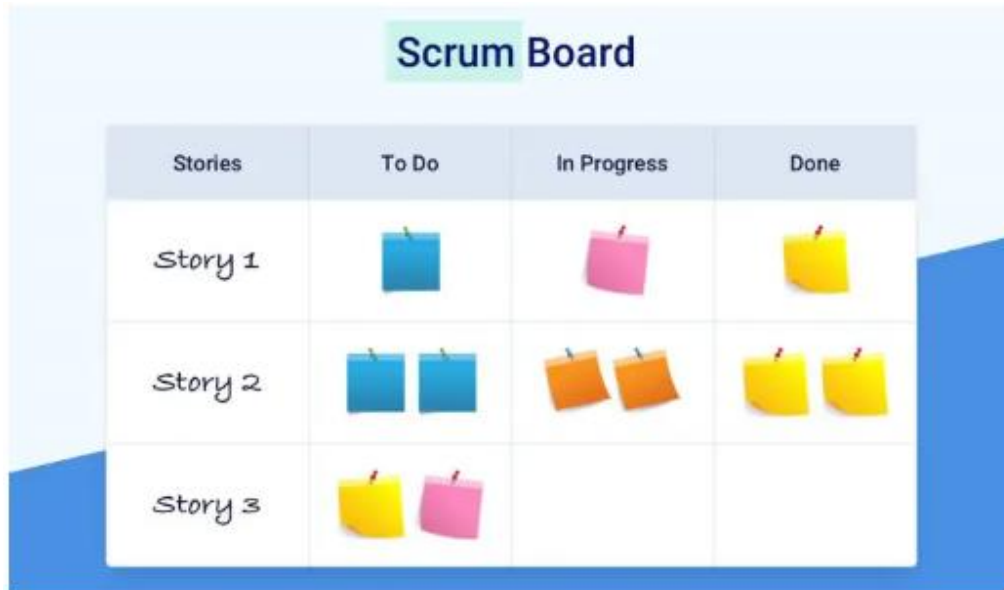 Scrum Board
Stories To Do In Progress Done
Story 1
Story 2
Story 3